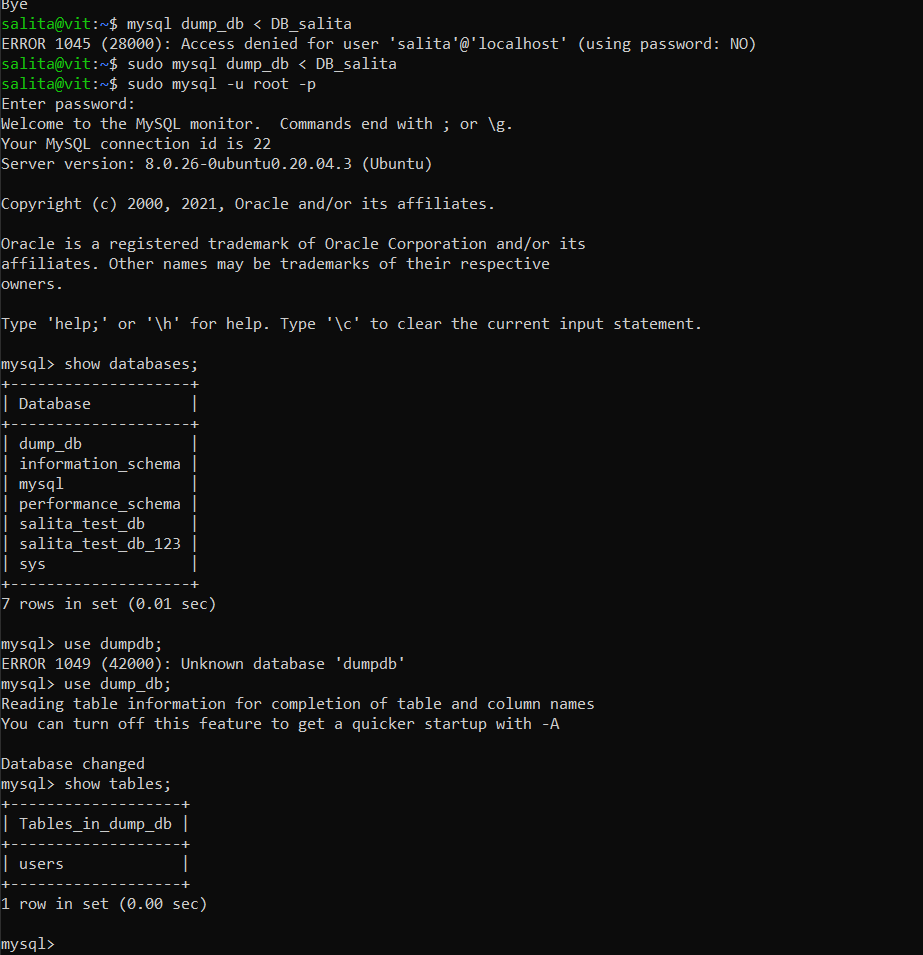 Bye
salita@vit:~$ mysql dump_db < DB_salita
ERROR 1045 (28000): Access denied for user 'salita'@'localhost' (using password: NO)
salita@vit:~$ sudo mysql dump_db < DB_salita
salita@vit:~$ sudo mysql -u root -p
Enter password:
Welcome to the MySQL monitor.  Commands end with ; or \g.
Your MySQL connection id is 22
Server version: 8.0.26-0ubuntu0.20.04.3 (Ubuntu)

Copyright (c) 2000, 2021, Oracle and/or its affiliates.

Oracle is a registered trademark of Oracle Corporation and/or its
affiliates. Other names may be trademarks of their respective
owners.

Type 'help;' or '\h' for help. Type '\c' to clear the current input statement.

mysql> show databases;
+--------------------+
| Database           |
+--------------------+
| dump_db            |
| information_schema |
| mysql              |
| performance_schema |
| salita_test_db     |
| salita_test_db_123 |
| sys                |
+--------------------+
7 rows in set (0.01 sec)

mysql> use dumpdb;
ERROR 1049 (42000): Unknown database 'dumpdb'
mysql> use dump_db;
Reading table information for completion of table and column names
You can turn off this feature to get a quicker startup with -A

Database changed
mysql> show tables;
+-------------------+
| Tables_in_dump_db |
+-------------------+
| users             |
+-------------------+
1 row in set (0.00 sec)

mysql>